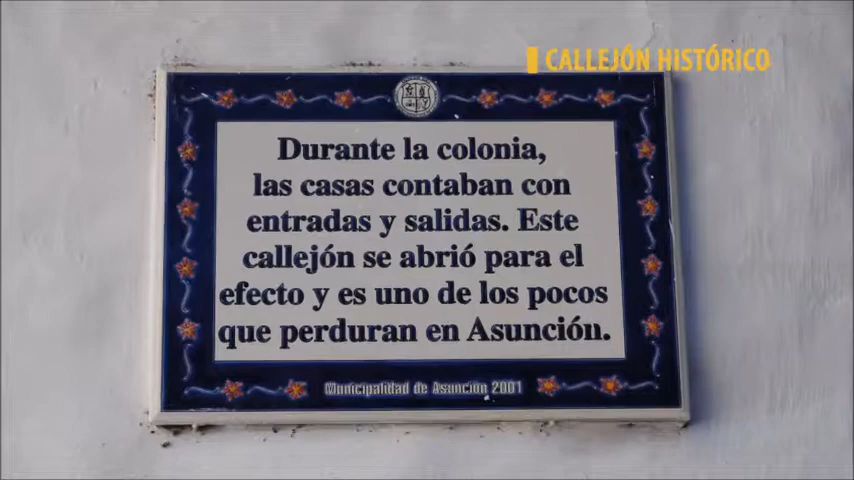 CALLEJÓN HISTÓRICO
Durante la colonia,
las casas contaban con
entradas y salidas. Este
callejón se abrió para el
efecto y es uno de los pocos
que perduran en Asunción.
Municipalidad de Asunción 2001